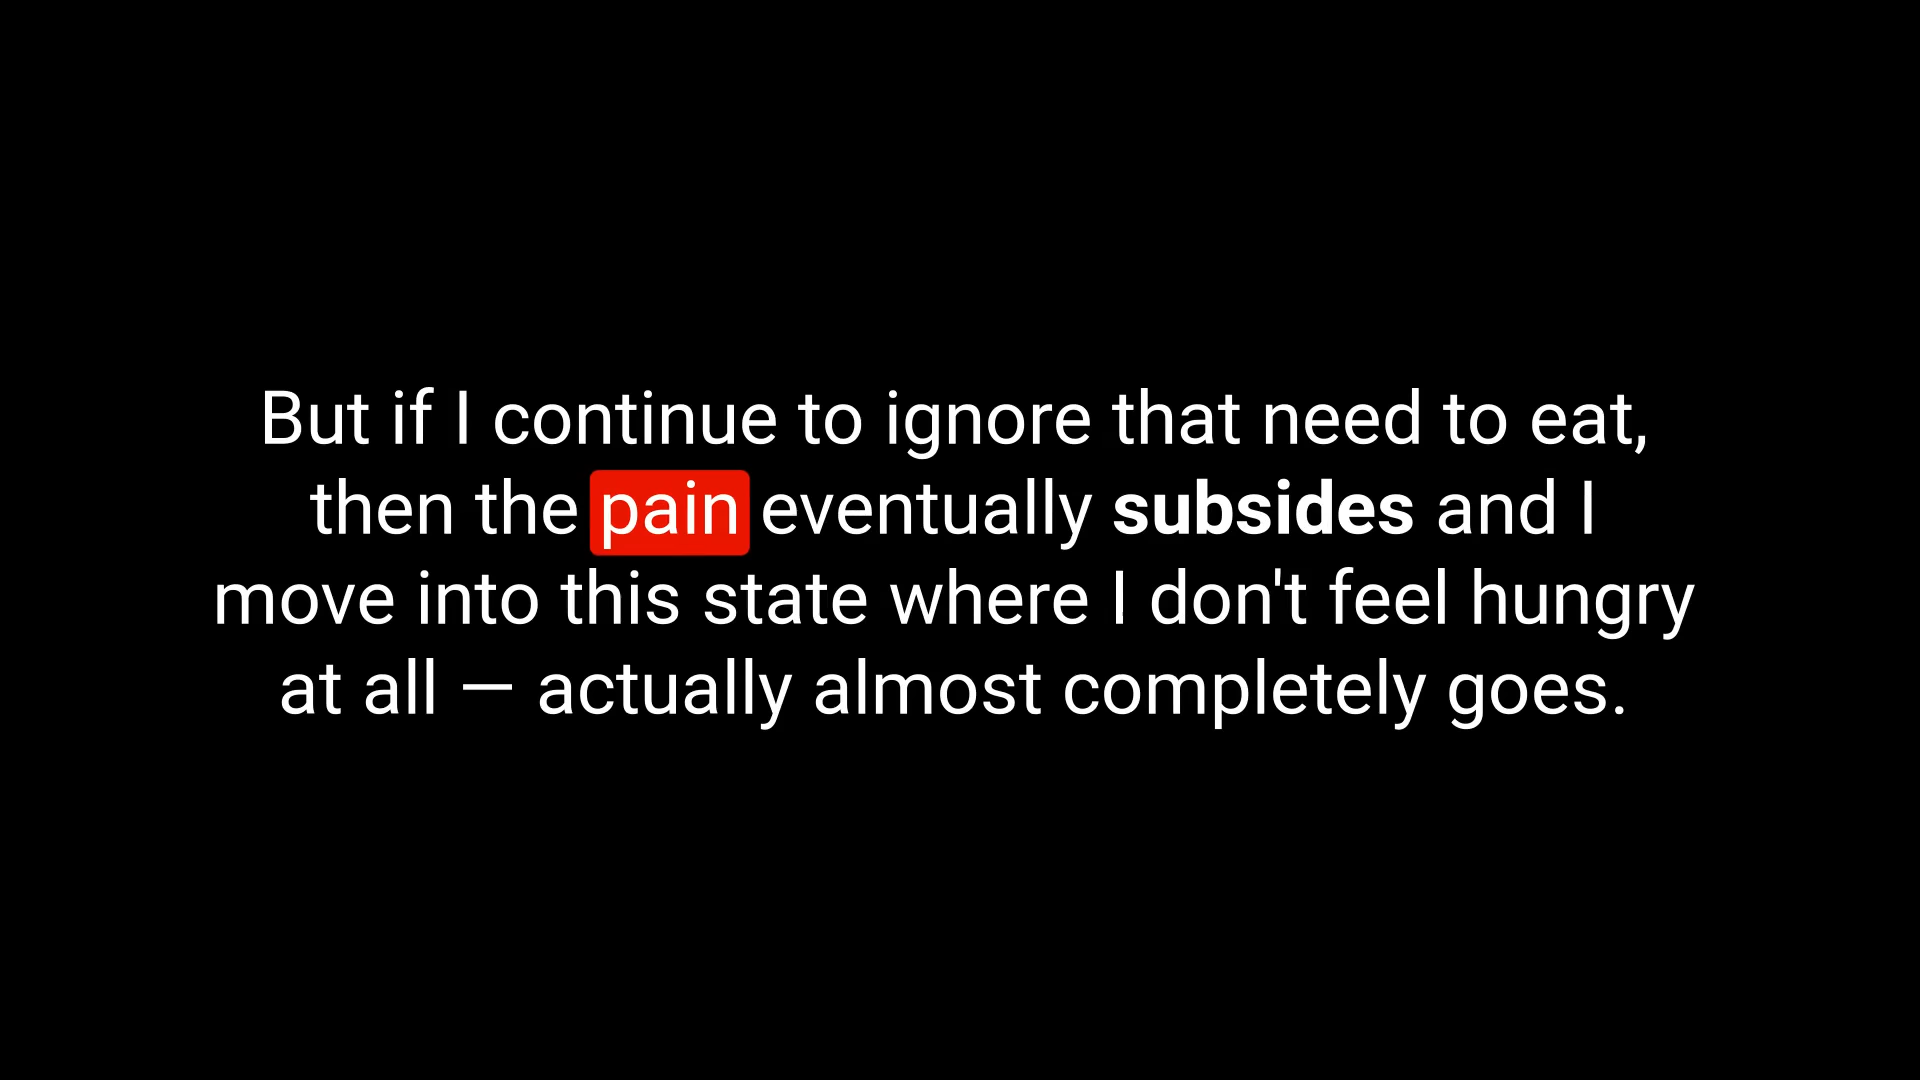 But if I continue to ignore that need to eat,
then the pain eventually subsides and I
move into this state where I don't feel hungry
at all — actually almost completely goes.